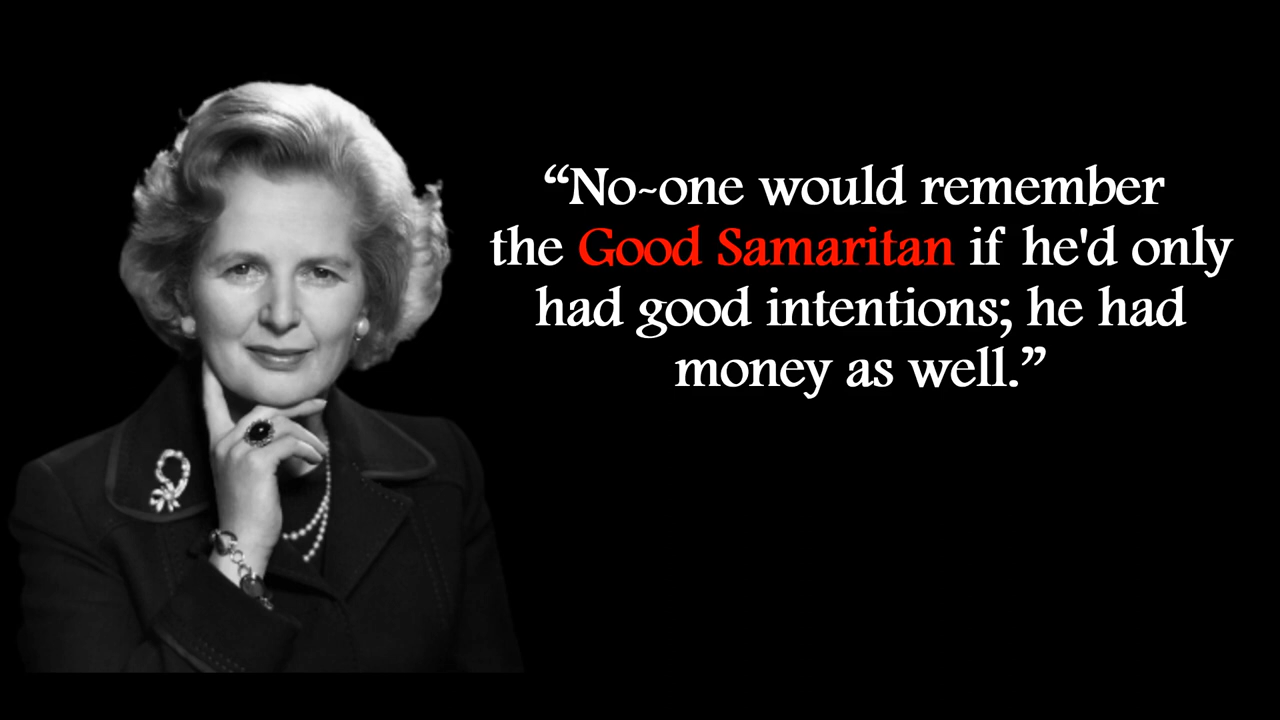 “No-one would remember
the Good Samaritan if he'd only
had good intentions; he had
money as well.”